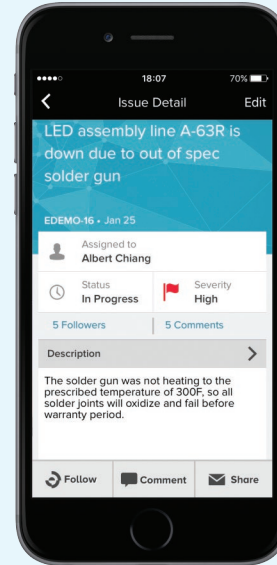 18:07 70%
Issue Detail Edit
LED assembly line A-63R is
down due to out of spec
solder gun
EDEMO-16 • Jan 25
Assigned to
Albert Chiang
Status
In Progress
Severity
High
5 Followers 5 Comments
Description
The solder gun was not heating to the
prescribed temperature of 300F, so all
solder joints will oxidize and fail before
warranty period.
Follow Comment Share